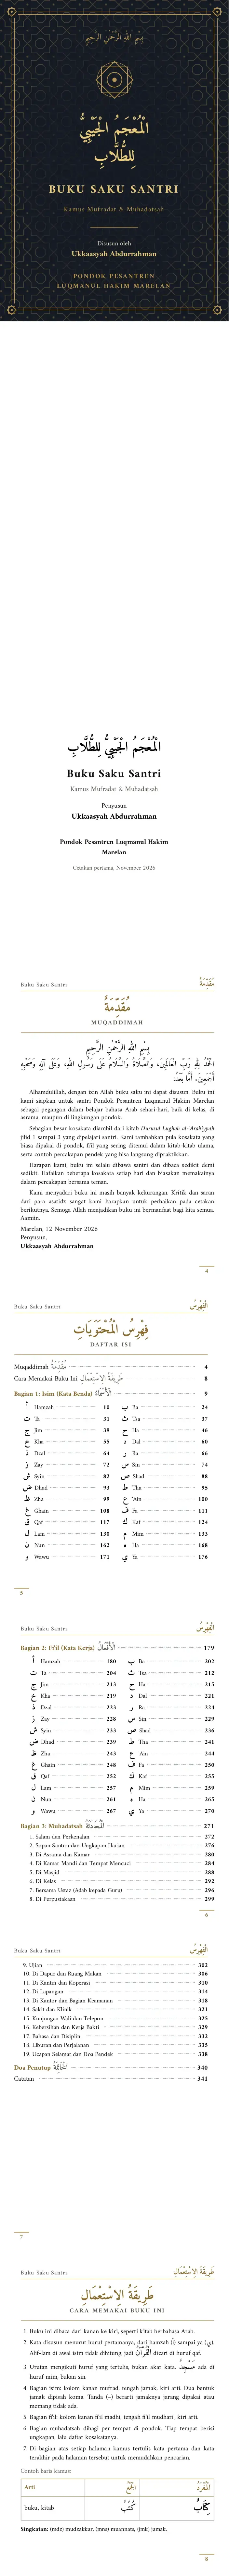 بِسْمِ اللهِ الرَّحْمٰنِ الرَّحِيْمِ
الْمُعْجَمُ الْجَيْبِيُّ
لِلطُّلَّابِ
BUKU SAKU SANTRI
Kamus Mufradat & Muhadatsah
Disusun oleh
Ukkaasyah Abdurrahman
PONDOK PESANTREN
LUQMANUL HAKIM MARELAN
الْمُعْجَمُ الْجَيْبِيُّ لِلطُّلَّابِ
Buku Saku Santri
Kamus Mufradat & Muhadatsah
Penyusun
Ukkaasyah Abdurrahman
Pondok Pesantren Luqmanul Hakim
Marelan
Cetakan pertama, November 2026
Buku Saku Santri مُقَدِّمَةٌ
مُقَدِّمَةٌ
MUQADDIMAH
بِسْمِ اللهِ الرَّحْمٰنِ الرَّحِيْمِ
الْحَمْدُ لِلهِ رَبِّ الْعَالَمِيْنَ، وَالصَّلَاةُ وَالسَّلَامُ عَلَى رَسُوْلِ اللهِ، وَعَلَى آلِهِ وَصَحْبِهِ
أَجْمَعِيْنَ. أَمَّا بَعْدُ:
Alhamdulillah, dengan izin Allah buku saku ini dapat disusun. Buku ini
kami siapkan untuk santri Pondok Pesantren Luqmanul Hakim Marelan
sebagai pegangan dalam belajar bahasa Arab sehari-hari, baik di kelas, di
asrama, maupun di lingkungan pondok.
Sebagian besar kosakata diambil dari kitab Durusul Lughah al-'Arabiyyah
jilid 1 sampai 3 yang dipelajari santri. Kami tambahkan pula kosakata yang
biasa dipakai di pondok, fi'il yang sering ditemui dalam kitab-kitab ulama,
serta contoh percakapan praktis yang bisa langsung dipraktikkan.
Harapan kami, buku ini selalu dibawa santri dan dibaca sedikit demi
sedikit. Hafalkan beberapa kosakata setiap hari dan biasakan memakainya
dalam percakapan bersama teman.
Kami menyadari buku ini masih banyak kekurangan. Kritik dan saran
dari para asatidz sangat kami harapkan untuk perbaikan pada cetakan
berikutnya. Semoga Allah menjadikan buku ini bermanfaat bagi kita semua.
Aamiin.
Marelan, 12 November 2026
Penyusun,
Ukkaasyah Abdurrahman
4
Buku Saku Santri الْفِهْرِسُ
فِهْرِسُ الْمُحْتَوَيَاتِ
DAFTAR ISI
Muqaddimah مُقَدِّمَةٌ 4
Cara Memakai Buku Ini طَرِيْقَةُ الِاسْتِعْمَالِ 8
Bagian 1: Isim (Kata Benda) الْأَسْمَاءُ 9
أ Hamzah 10 ب Ba 24
ت Ta 31 ث Tsa 37
ج Jim 39 ح Ha 46
خ Kha 55 د Dal 60
ذ Dzal 64 ر Ra 66
ز Zay 72 س Sin 74
ش Syin 82 ص Shad 88
ض Dhad 93 ط Tha 95
ظ Zha 99 ع 'Ain 100
غ Ghain 108 ف Fa 111
ق Qaf 117 ك Kaf 124
ل Lam 130 م Mim 133
ن Nun 162 ه Ha 168
و Wawu 171 ي Ya 176
5
Buku Saku Santri الْفِهْرِسُ
Bagian 2: Fi'il (Kata Kerja) الْأَفْعَالُ 179
أ Hamzah 180 ب Ba 202
ت Ta 204 ث Tsa 212
ج Jim 213 ح Ha 215
خ Kha 219 د Dal 221
ذ Dzal 223 ر Ra 224
ز Zay 228 س Sin 229
ش Syin 233 ص Shad 236
ض Dhad 239 ط Tha 241
ظ Zha 243 ع 'Ain 244
غ Ghain 248 ف Fa 250
ق Qaf 252 ك Kaf 255
ل Lam 257 م Mim 259
ن Nun 261 ه Ha 265
و Wawu 267 ي Ya 270
Bagian 3: Muhadatsah الْمُحَادَثَةُ 271
1. Salam dan Perkenalan 272
2. Sopan Santun dan Ungkapan Harian 276
3. Di Asrama dan Kamar 280
4. Di Kamar Mandi dan Tempat Mencuci 284
5. Di Masjid 288
6. Di Kelas 292
7. Bersama Ustaz (Adab kepada Guru) 296
8. Di Perpustakaan 299
6
Buku Saku Santri الْفِهْرِسُ
9. Ujian 302
10. Di Dapur dan Ruang Makan 306
11. Di Kantin dan Koperasi 310
12. Di Lapangan 314
13. Di Kantor dan Bagian Keamanan 318
14. Sakit dan Klinik 321
15. Kunjungan Wali dan Telepon 325
16. Kebersihan dan Kerja Bakti 329
17. Bahasa dan Disiplin 332
18. Liburan dan Perjalanan 335
19. Ucapan Selamat dan Doa Pendek 338
Doa Penutup الْخَاتِمَةُ 340
Catatan 341
7
Buku Saku Santri طَرِيْقَةُ الِاسْتِعْمَالِ
طَرِيْقَةُ الِاسْتِعْمَالِ
CARA MEMAKAI BUKU INI
1. Buku ini dibaca dari kanan ke kiri, seperti kitab berbahasa Arab.
2. Kata disusun menurut huruf pertamanya, dari hamzah (أ) sampai ya (ي).
Alif-lam di awal isim tidak dihitung, jadi الْقُرْآنُ dicari di huruf qaf.
3. Urutan mengikuti huruf yang tertulis, bukan akar kata. مَسْجِدٌ ada di
huruf mim, bukan sin.
4. Bagian isim: kolom kanan mufrad, tengah jamak, kiri arti. Dua bentuk
jamak dipisah koma. Tanda (–) berarti jamaknya jarang dipakai atau
memang tidak ada.
5. Bagian fi'il: kolom kanan fi'il madhi, tengah fi'il mudhari', kiri arti.
6. Bagian muhadatsah dibagi per tempat di pondok. Tiap tempat berisi
ungkapan, lalu daftar kosakatanya.
7. Di bagian atas setiap halaman kamus tertulis kata pertama dan kata
terakhir pada halaman tersebut untuk memudahkan pencarian.
Contoh baris kamus:
Arti الْجَمْعُ الْمُفْرَدُ
buku, kitab كُتُبٌ كِتَابٌ
Singkatan: (mdz) mudzakkar, (mns) muannats, (jmk) jamak.
8